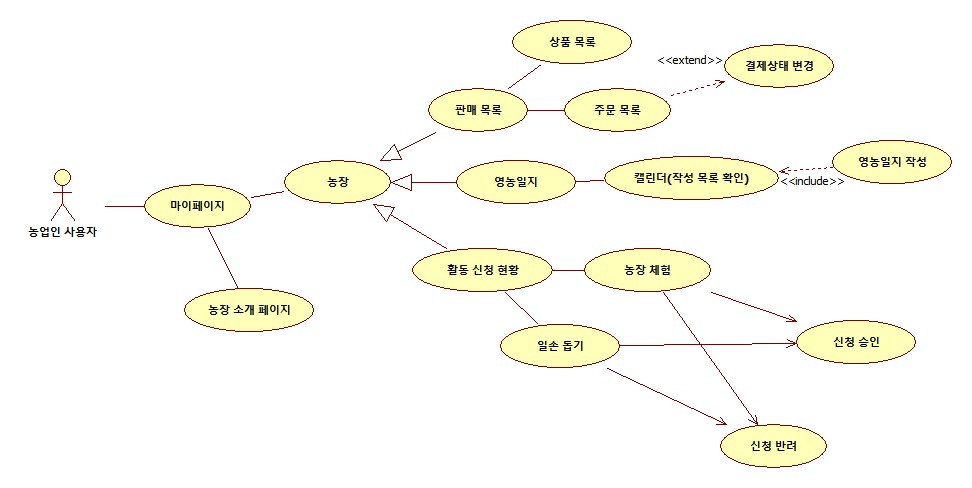 상품 목록
<<extend>>
결제상태 변경
판매 목록
주문 목록
영농일지 작성
농장
영농일지
캘린더(작성 목록 확인)
<<include>>
마이페이지
농업인 사용자
활동 신청 현황
농장 체험
농장 소개 페이지
일손 돕기
신청 승인
신청 반려